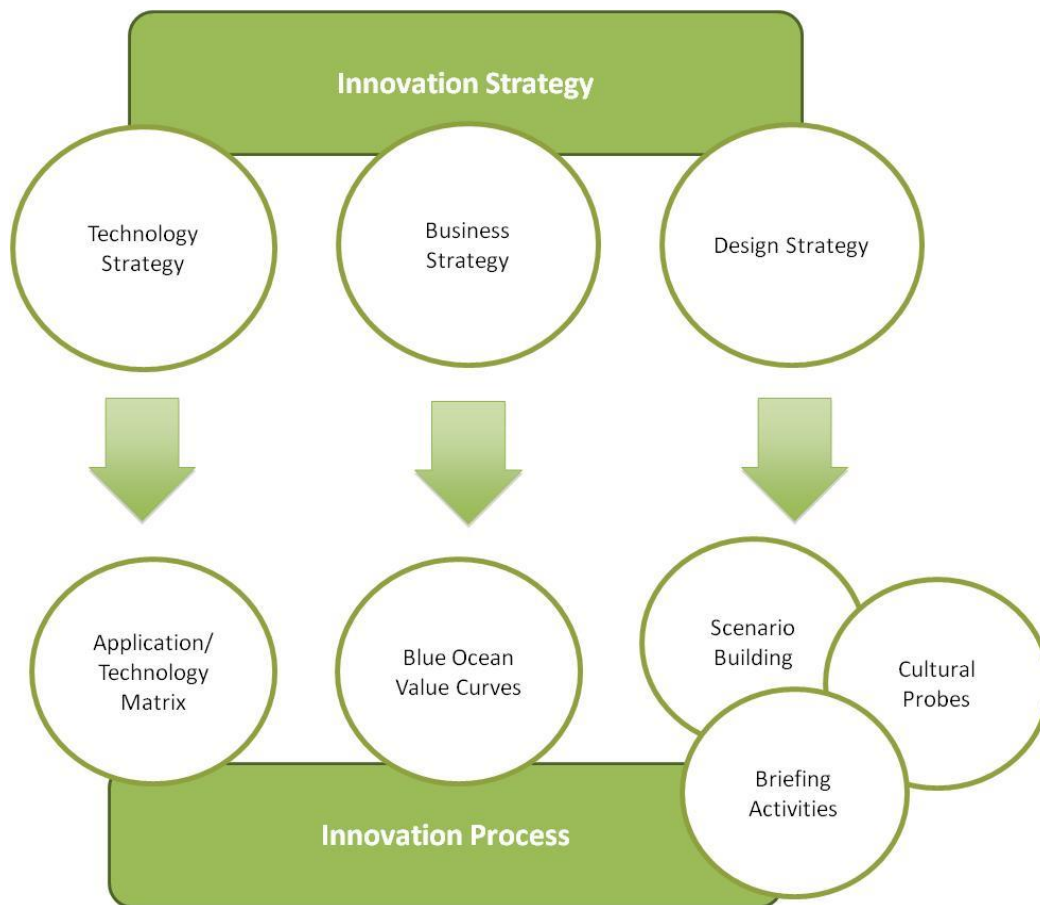 Innovation Strategy
Technology
Strategy
Business
Strategy
Design Strategy
Application/
Technology
Matrix
Blue Ocean
Value Curves
Scenario
Building
Cultural
Probes
Briefing
Activities
Innovation Process